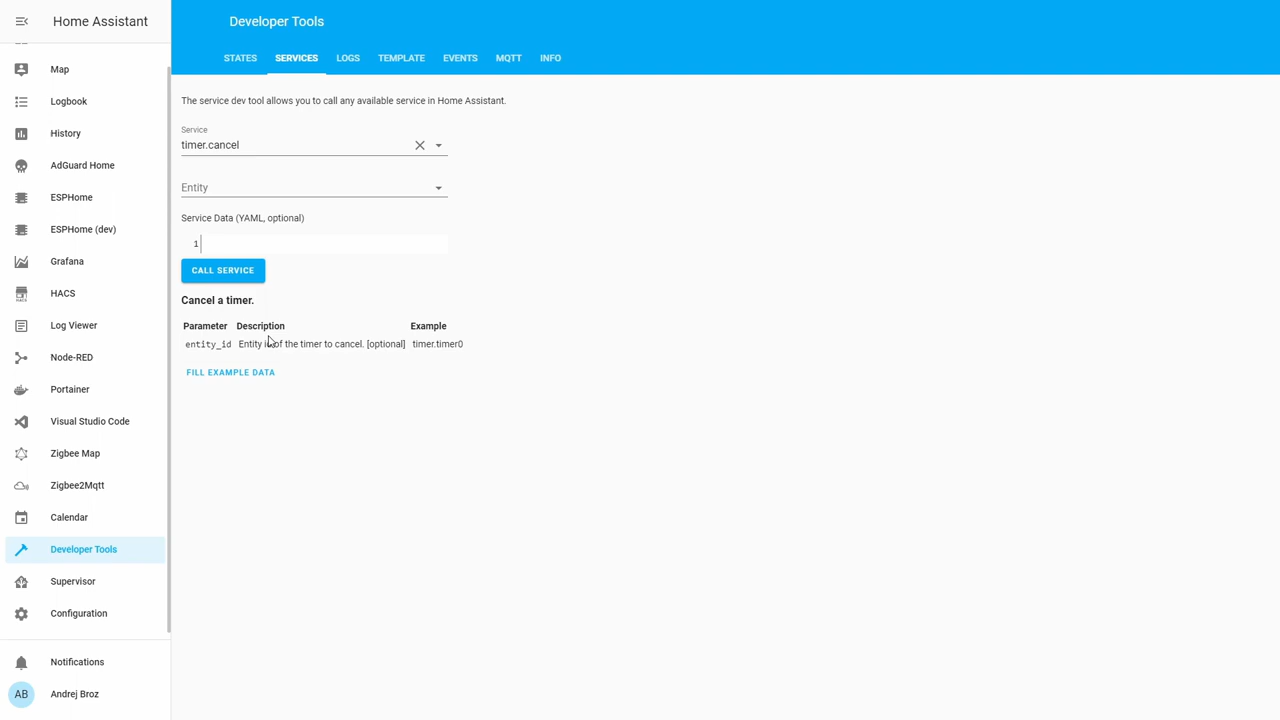 Home Assistant
Map
Logbook
History
AdGuard Home
ESPHome
ESPHome (dev)
Grafana
HACS
Log Viewer
Node-RED
Portainer
Visual Studio Code
Zigbee Map
Zigbee2Mqtt
Calendar
Developer Tools
Supervisor
Configuration
Notifications
AB Andrej Broz
Developer Tools
STATES SERVICES LOGS TEMPLATE EVENTS MQTT INFO
The service dev tool allows you to call any available service in Home Assistant.
Service
timer.cancel
Entity
Service Data (YAML, optional)
1
CALL SERVICE
Cancel a timer.
Parameter Description Example
entity_id Entity id of the timer to cancel. [optional] timer.timer0
FILL EXAMPLE DATA